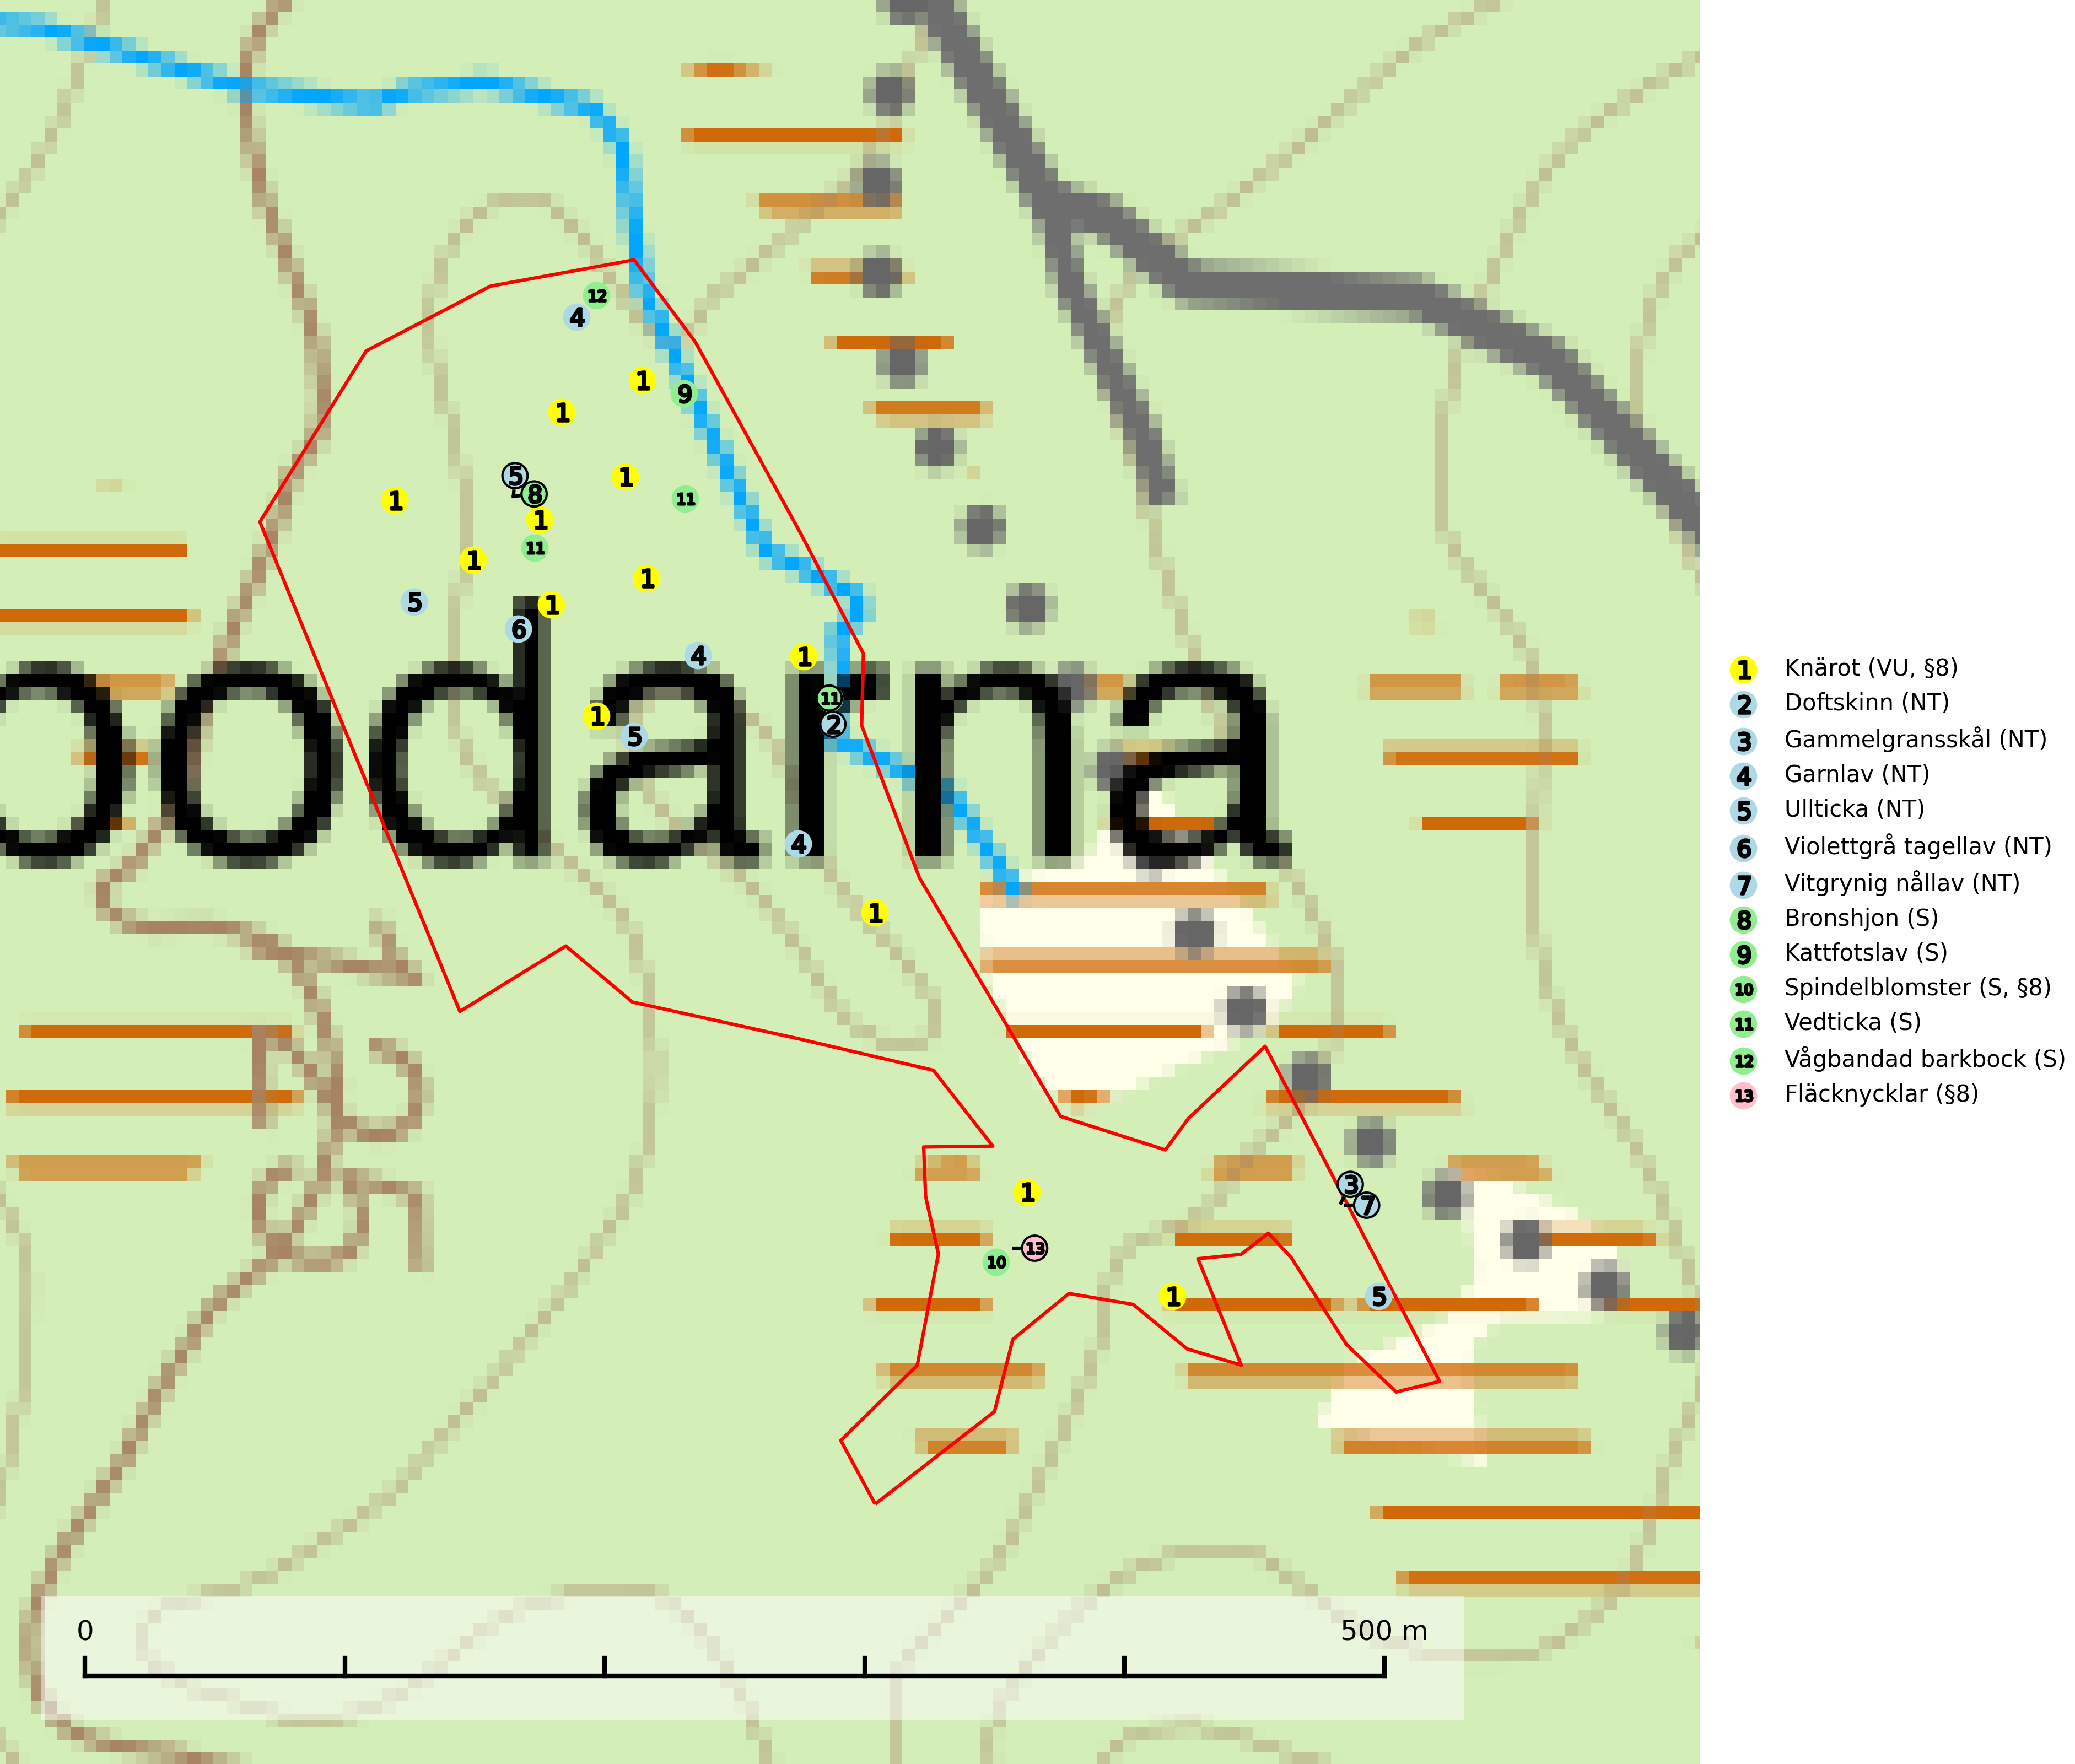 12
4
1
9
1
5
1
8
1
11
1
11
1
1
5
1
6
4
1
11
1
2
5
odarna
4
1
3
1
7
13
10
1
5
0
500 m
1 Knärot (VU, §8)
2 Doftskinn (NT)
3 Gammelgransskål (NT)
4 Garnlav (NT)
5 Ullticka (NT)
6 Violettgrå tagellav (NT)
7 Vitgrynig nållav (NT)
8 Bronshjon (S)
9 Kattfotslav (S)
10 Spindelblomster (S, §8)
11 Vedticka (S)
12 Vågbandad barkbock (S)
13 Fläcknycklar (§8)